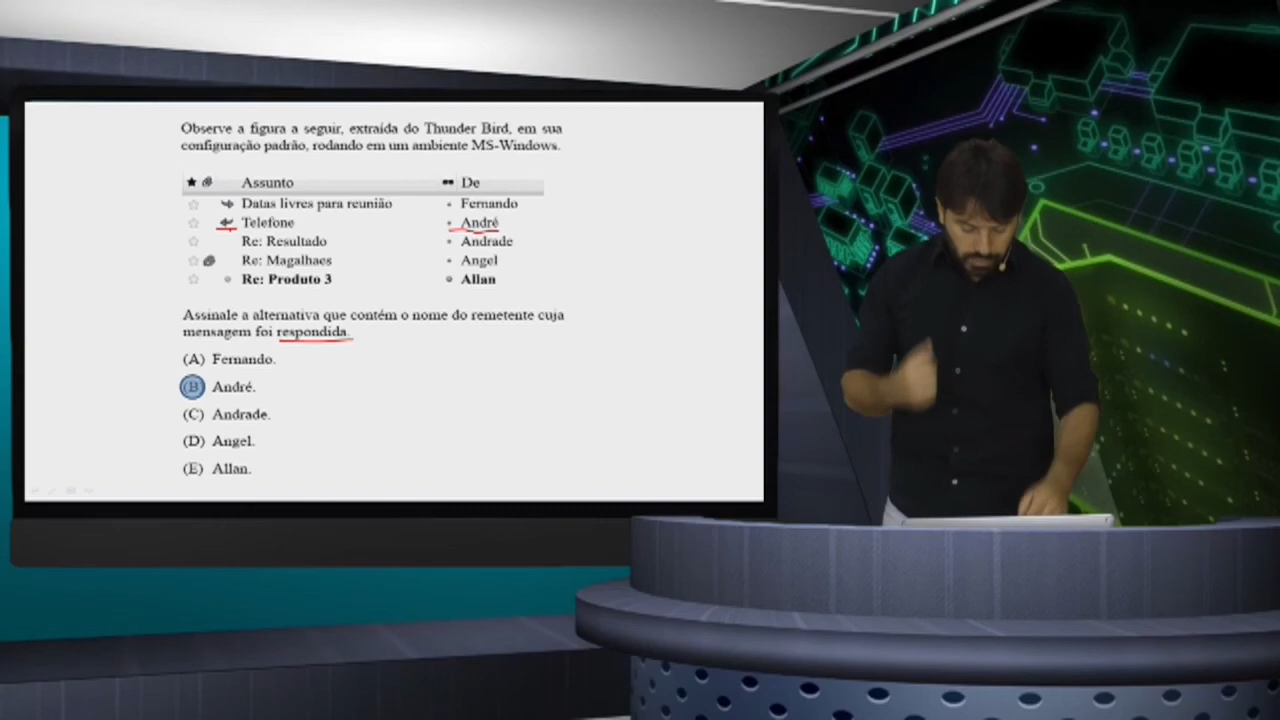 Observe a figura a seguir, extraída do Thunder Bird, em sua
configuração padrão, rodando em um ambiente MS-Windows.
Assunto De
Datas livres para reunião Fernando
Telefone André
Re: Resultado Andrade
Re: Magalhaes Angel
Re: Produto 3 Allan
Assinale a alternativa que contém o nome do remetente cuja
mensagem foi respondida.
(A) Fernando.
(B) André.
(C) Andrade.
(D) Angel.
(E) Allan.